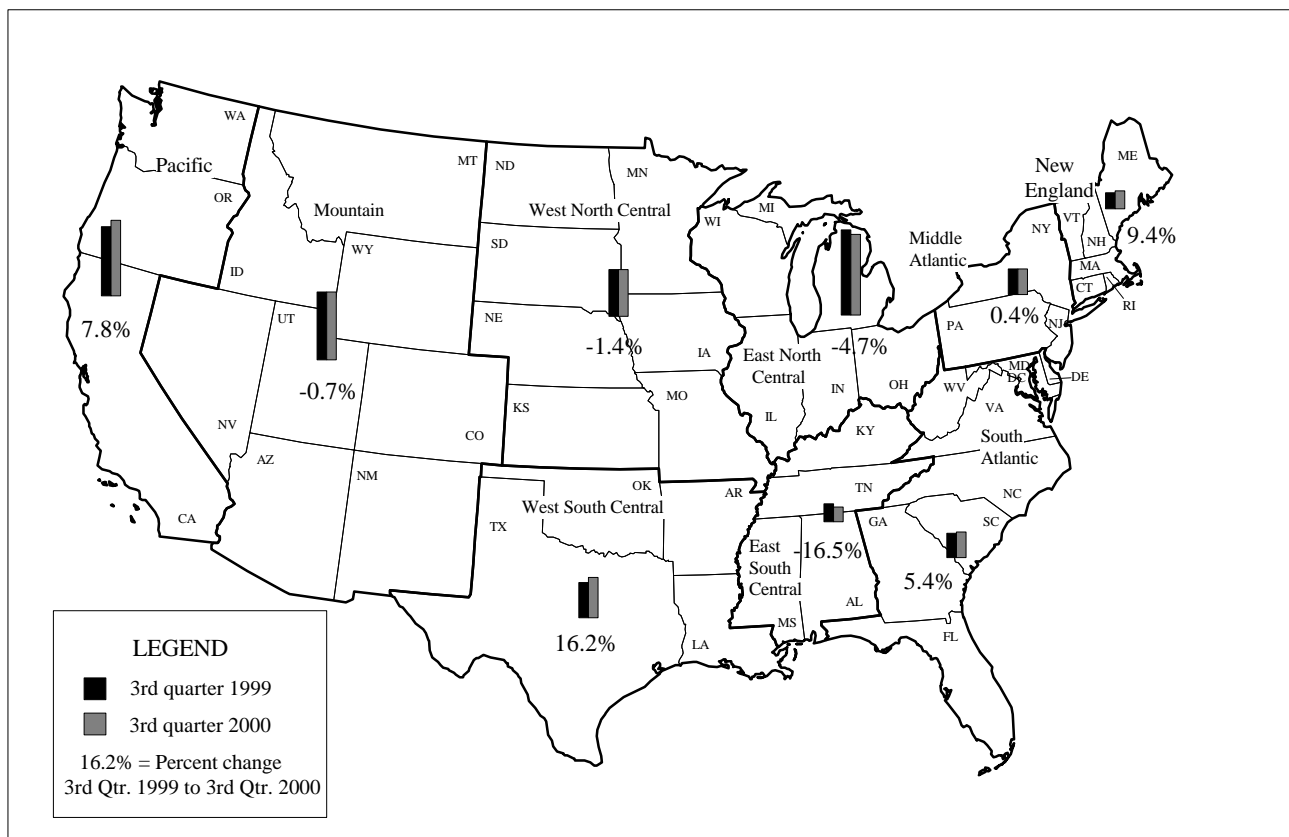 WA
Pacific
OR
MT
Mountain
ID
WY
ND
MN
West North Central
SD
WI
MI
New
England
ME
VT
NH
9.4%
Middle
Atlantic
NY
MA
CT
RI
7.8%
UT
-0.7%
NE
-1.4%
IA
East North
Central
-4.7%
0.4%
PA
NJ
OH
IN
IL
MD
DC
DE
WV
VA
NV
CO
KS
MO
KY
South
Atlantic
CA
AZ
NM
OK
AR
TN
NC
West South Central
TX
SC
GA
East
South
Central
-16.5%
5.4%
AL
MS
FL
16.2%
LA
LEGEND
3rd quarter 1999
3rd quarter 2000
16.2% = Percent change
3rd Qtr. 1999 to 3rd Qtr. 2000